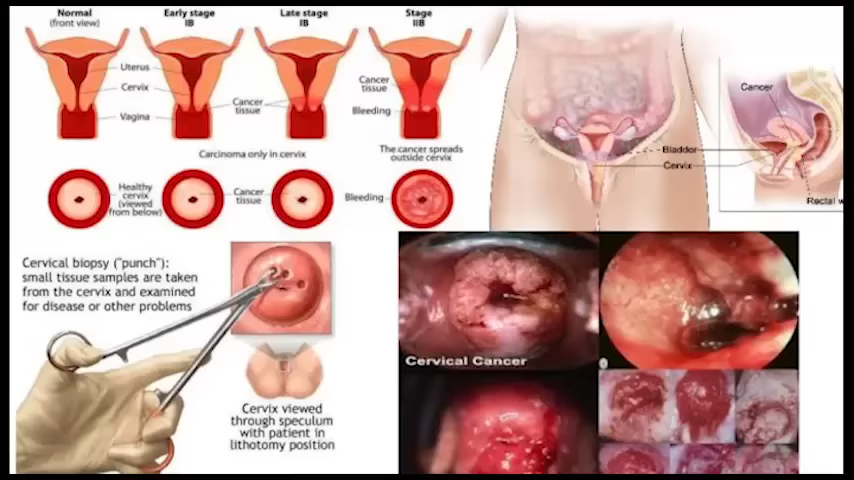 Normal
(front view)
Early stage
IB
Late stage
IB
Stage
IIB
Uterus
Cervix
Vagina
Cancer
tissue
Cancer
tissue
Bleeding
Carcinoma only in cervix
The cancer spreads
outside cervix
Healthy
cervix
(viewed
from below)
Cancer
tissue
Bleeding
Cancer
Bladder
Cervix
Rectal
Cervical biopsy ("punch"):
small tissue samples are taken
from the cervix and examined
for disease or other problems
Cervix viewed
through speculum
with patient in
lithotomy position
Cervical Cancer